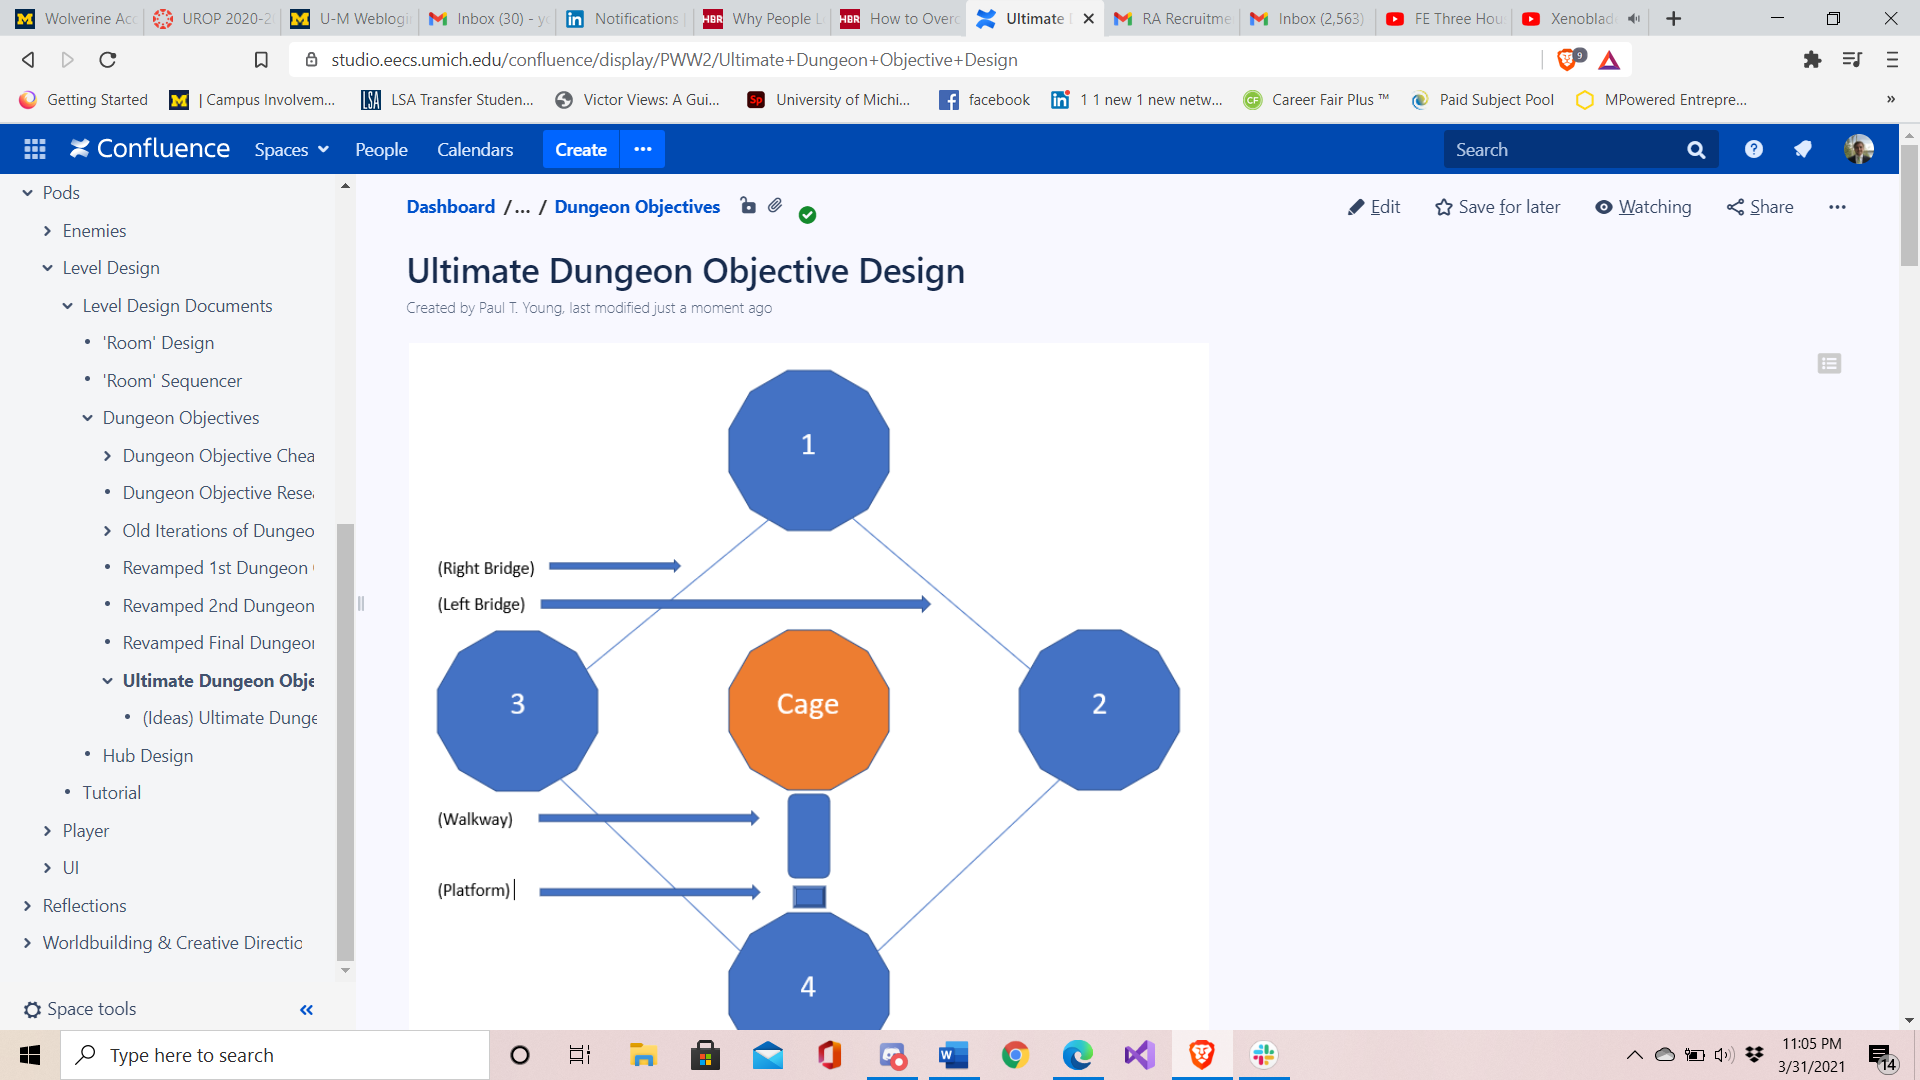 Wolverine Acc
UROP 2020-2
U-M Weblogi
Inbox (30) - y
Notifications
Why People L
How to Overc
Ultimate
RA Recruitme
Inbox (2,563)
FE Three Hou
Xenoblad
studio.eecs.umich.edu/confluence/display/PWW2/Ultimate+Dungeon+Objective+Design
9
Getting Started
| Campus Involvem...
LSA Transfer Studen...
Victor Views: A Gui...
University of Michi...
facebook
1 1 new 1 new netw...
Career Fair Plus ™
Paid Subject Pool
MPowered Entrepre...
»
Confluence
Spaces
People
Calendars
Create
...
Search
Pods
Enemies
Level Design
Level Design Documents
'Room' Design
'Room' Sequencer
Dungeon Objectives
Dungeon Objective Chea
Dungeon Objective Rese
Old Iterations of Dungeo
Revamped 1st Dungeon
Revamped 2nd Dungeon
Revamped Final Dungeon
Ultimate Dungeon Obje
(Ideas) Ultimate Dunge
Hub Design
Tutorial
Player
UI
Reflections
Worldbuilding & Creative Directic
Space tools
Dashboard /... / Dungeon Objectives
Edit
Save for later
Watching
Share
Ultimate Dungeon Objective Design
Created by Paul T. Young, last modified just a moment ago
1
(Right Bridge)
(Left Bridge)
3
Cage
2
(Walkway)
(Platform)
4
Type here to search
11:05 PM
3/31/2021
14